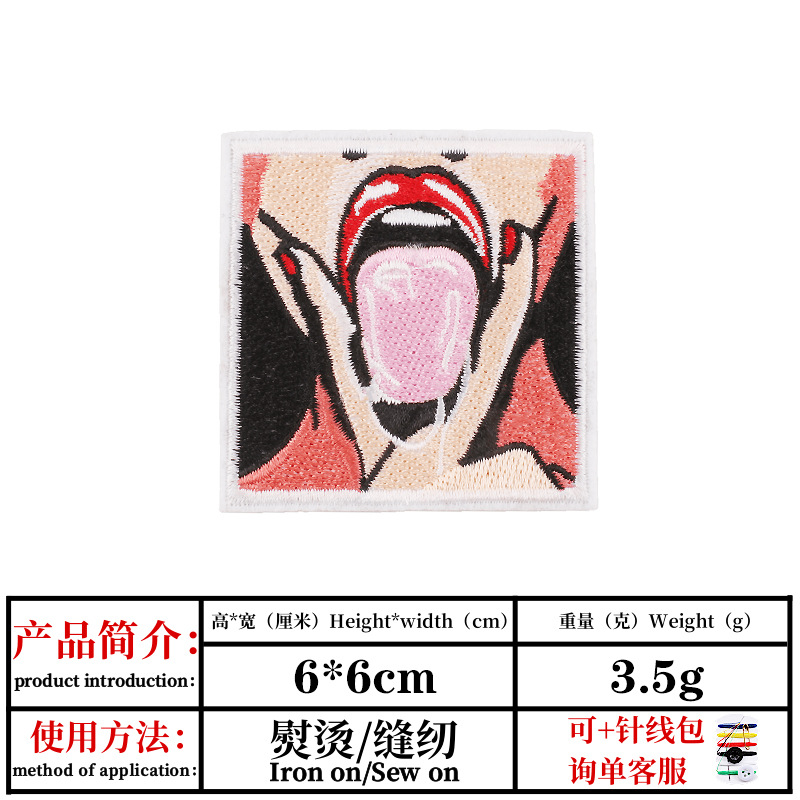 产品简介：
product introduction：
高*宽（厘米）Height*width（cm）
重量（克）Weight（g）
6*6cm
3.5g
使用方法：
method of application：
熨烫/缝纫
Iron on/Sew on
可+针线包
询单客服